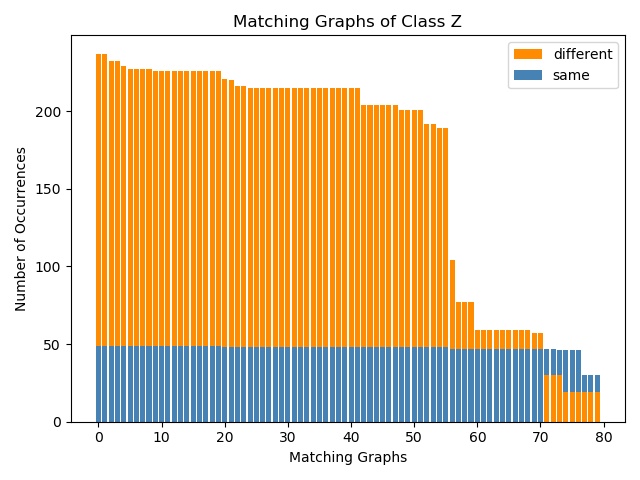 Matching Graphs of Class Z
different
same
Number of Occurrences
200
150
100
50
0
0 10 20 30 40 50 60 70 80
Matching Graphs